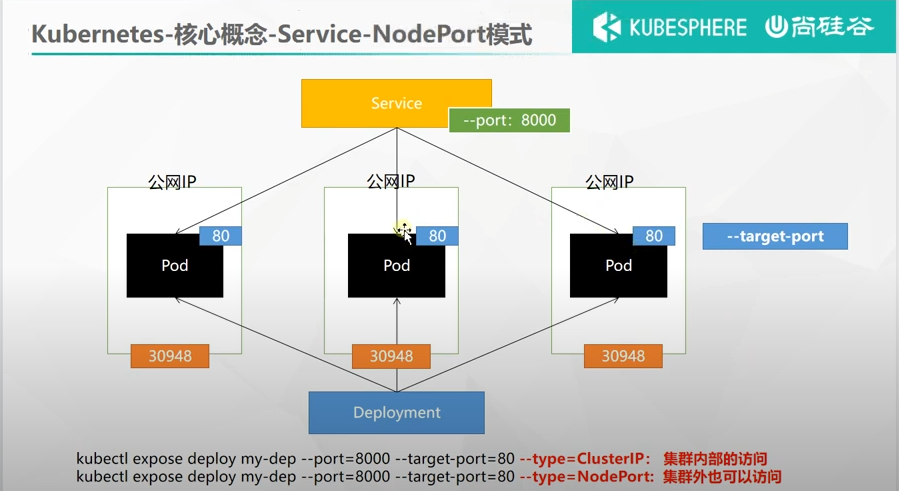 Kubernetes-核心概念-Service-NodePort模式
KUBESPHERE 尚硅谷
Service
--port：8000
公网IP 公网IP 公网IP
80 80 80
--target-port
Pod Pod Pod
30948 30948 30948
Deployment
kubectl expose deploy my-dep --port=8000 --target-port=80 --type=ClusterIP： 集群内部的访问
kubectl expose deploy my-dep --port=8000 --target-port=80 --type=NodePort: 集群外也可以访问